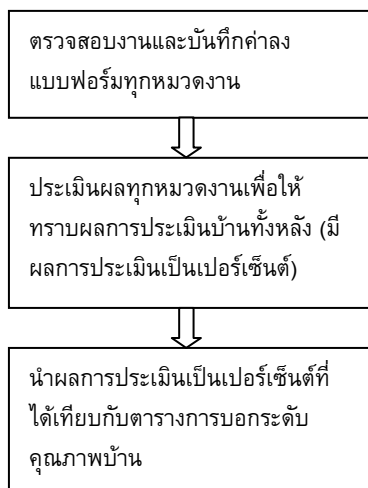 ตรวจสอบงานและบันทึกค่าลง
แบบฟอร์มทุกหมวดงาน
ประเมินผลทุกหมวดงานเพื่อให้
ทราบผลการประเมินบ้านทั้งหลัง (มี
ผลการประเมินเป็นเปอร์เซ็นต์)
นำผลการประเมินเป็นเปอร์เซ็นต์ที่
ได้เทียบกับตารางการบอกระดับ
คุณภาพบ้าน